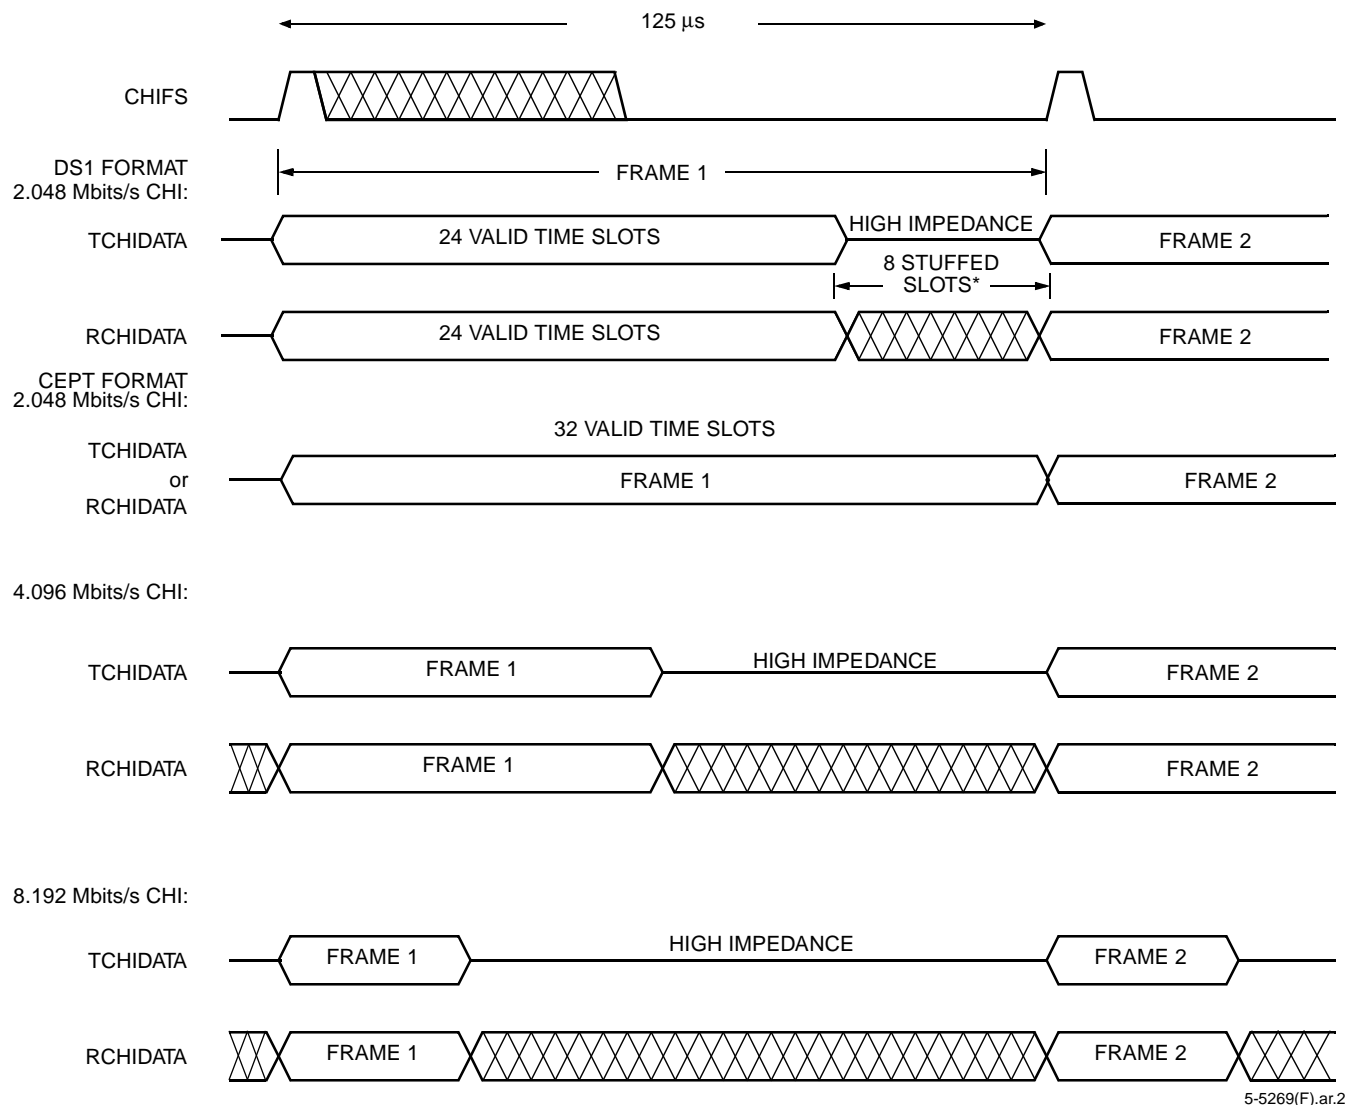 125 μs
CHIFS
DS1 FORMAT
2.048 Mbits/s CHI:
FRAME 1
TCHIDATA
24 VALID TIME SLOTS
HIGH IMPEDANCE
FRAME 2
8 STUFFED
SLOTS*
RCHIDATA
24 VALID TIME SLOTS
FRAME 2
CEPT FORMAT
2.048 Mbits/s CHI:
32 VALID TIME SLOTS
TCHIDATA
or
RCHIDATA
FRAME 1
FRAME 2
4.096 Mbits/s CHI:
TCHIDATA
FRAME 1
HIGH IMPEDANCE
FRAME 2
RCHIDATA
FRAME 1
FRAME 2
8.192 Mbits/s CHI:
TCHIDATA
FRAME 1
HIGH IMPEDANCE
FRAME 2
RCHIDATA
FRAME 1
FRAME 2
5-5269(F).ar.2